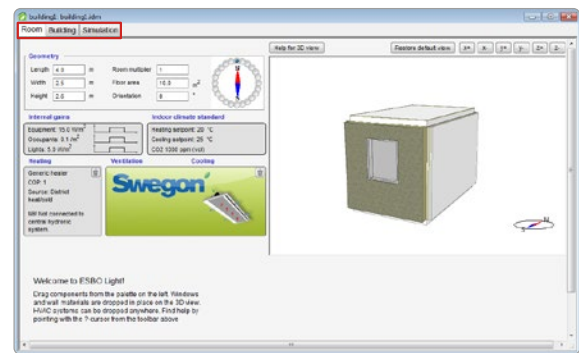 building1: building1.idm
Room Building Simulation
Help for 3D view Restore default view x+ x- y+ y- z+ z-
Geometry
Length 4.0 m Room multiplier 1
Width 2.5 m Floor area 10.0 m²
Height 2.6 m Orientation 0 °
N
Internal gains Indoor climate standard
Equipment: 15.0 W/m² Heating setpoint: 20 °C
Occupants: 0.1 /m² Cooling setpoint: 25 °C
Lights: 5.0 W/m² CO2 1000 ppm (vol)
Heating Ventilation Cooling
Generic heater
COP: 1
Source: District
heat/cold
Will not connected to
central hydronic
system.
Swegon
N
S
Welcome to ESBO Light!
Drag components from the palette on the left. Windows
and wall materials are dropped in place on the 3D view.
HVAC systems can be dropped anywhere. Find help by
pointing with the ?-cursor from the toolbar above